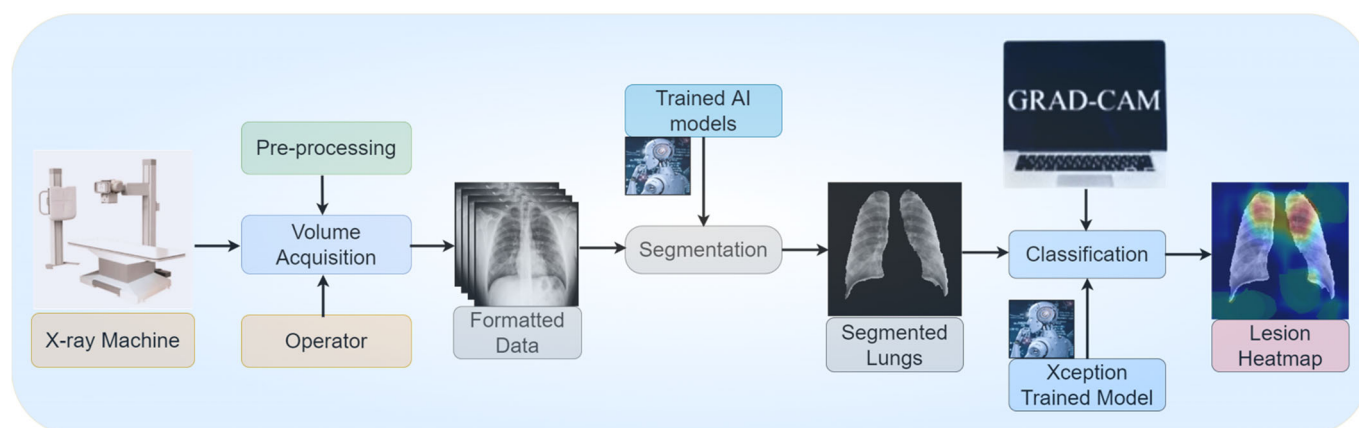 Trained AI
models
GRAD-CAM
Pre-processing
Volume
Acquisition
Segmentation
Classification
X-ray Machine
Operator
Formatted
Data
Segmented
Lungs
Xception
Trained Model
Lesion
Heatmap